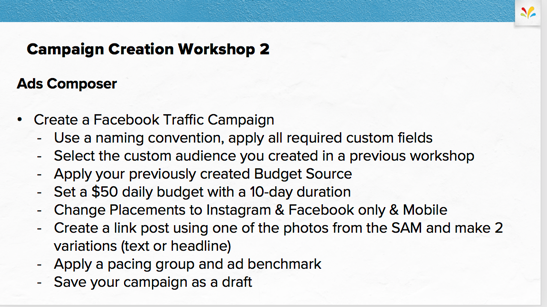 Campaign Creation Workshop 2
Ads Composer
• Create a Facebook Traffic Campaign
- Use a naming convention, apply all required custom fields
- Select the custom audience you created in a previous workshop
- Apply your previously created Budget Source
- Set a $50 daily budget with a 10-day duration
- Change Placements to Instagram & Facebook only & Mobile
- Create a link post using one of the photos from the SAM and make 2
variations (text or headline)
- Apply a pacing group and ad benchmark
- Save your campaign as a draft